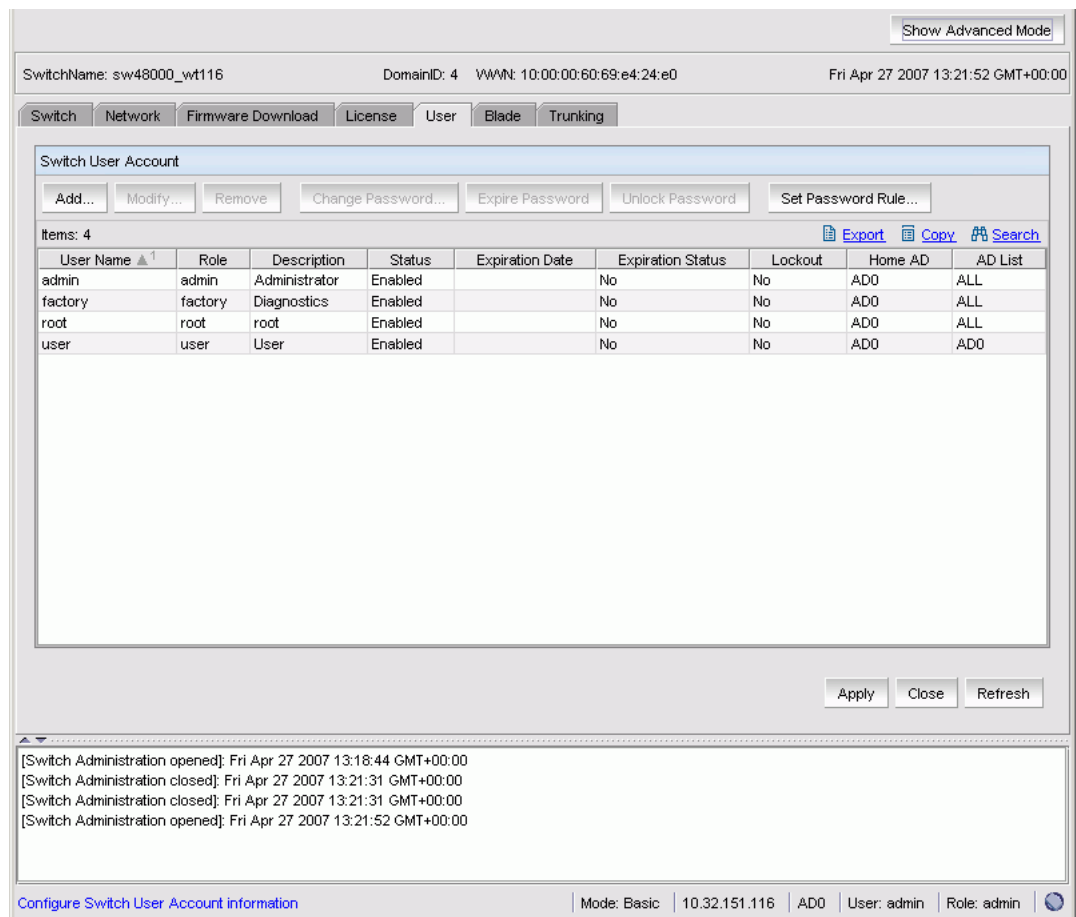 Show Advanced Mode
SwitchName: sw48000_wt116 DomainID: 4 WWN: 10:00:00:60:69:e4:24:e0 Fri Apr 27 2007 13:21:52 GMT+00:00
Switch Network Firmware Download License User Blade Trunking
Switch User Account
Add... Modify... Remove Change Password... Expire Password Unlock Password Set Password Rule...
Items: 4 Export Copy Search
User Name 1 Role Description Status Expiration Date Expiration Status Lockout Home AD AD List
admin admin Administrator Enabled No No AD0 ALL
factory factory Diagnostics Enabled No No AD0 ALL
root root root Enabled No No AD0 ALL
user user User Enabled No No AD0 AD0
Apply Close Refresh
[Switch Administration opened]: Fri Apr 27 2007 13:18:44 GMT+00:00
[Switch Administration closed]: Fri Apr 27 2007 13:21:31 GMT+00:00
[Switch Administration closed]: Fri Apr 27 2007 13:21:31 GMT+00:00
[Switch Administration opened]: Fri Apr 27 2007 13:21:52 GMT+00:00
Configure Switch User Account information Mode: Basic 10.32.151.116 AD0 User: admin Role: admin